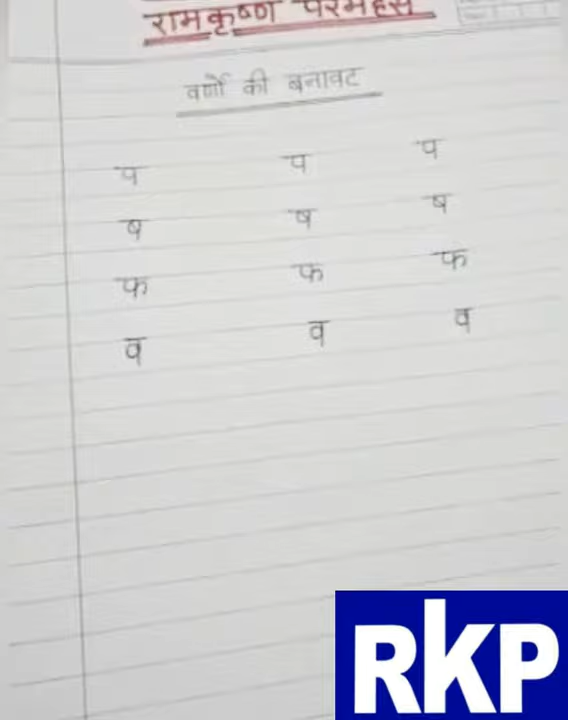 रामकृष्ण परमहंस
वर्णों की बनावट
प प प
ब ष ष
फ फ फ
व व व
RKP